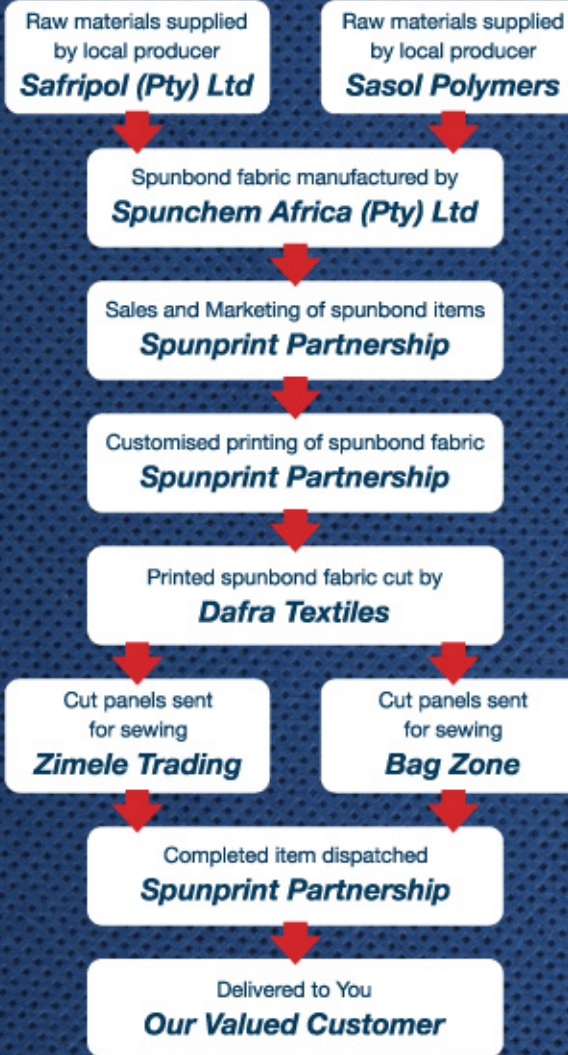 Raw materials supplied
by local producer
Safripol (Pty) Ltd
Raw materials supplied
by local producer
Sasol Polymers
Spunbond fabric manufactured by
Spunchem Africa (Pty) Ltd
Sales and Marketing of spunbond items
Spunprint Partnership
Customised printing of spunbond fabric
Spunprint Partnership
Printed spunbond fabric cut by
Dafra Textiles
Cut panels sent
for sewing
Zimele Trading
Cut panels sent
for sewing
Bag Zone
Completed item dispatched
Spunprint Partnership
Delivered to You
Our Valued Customer